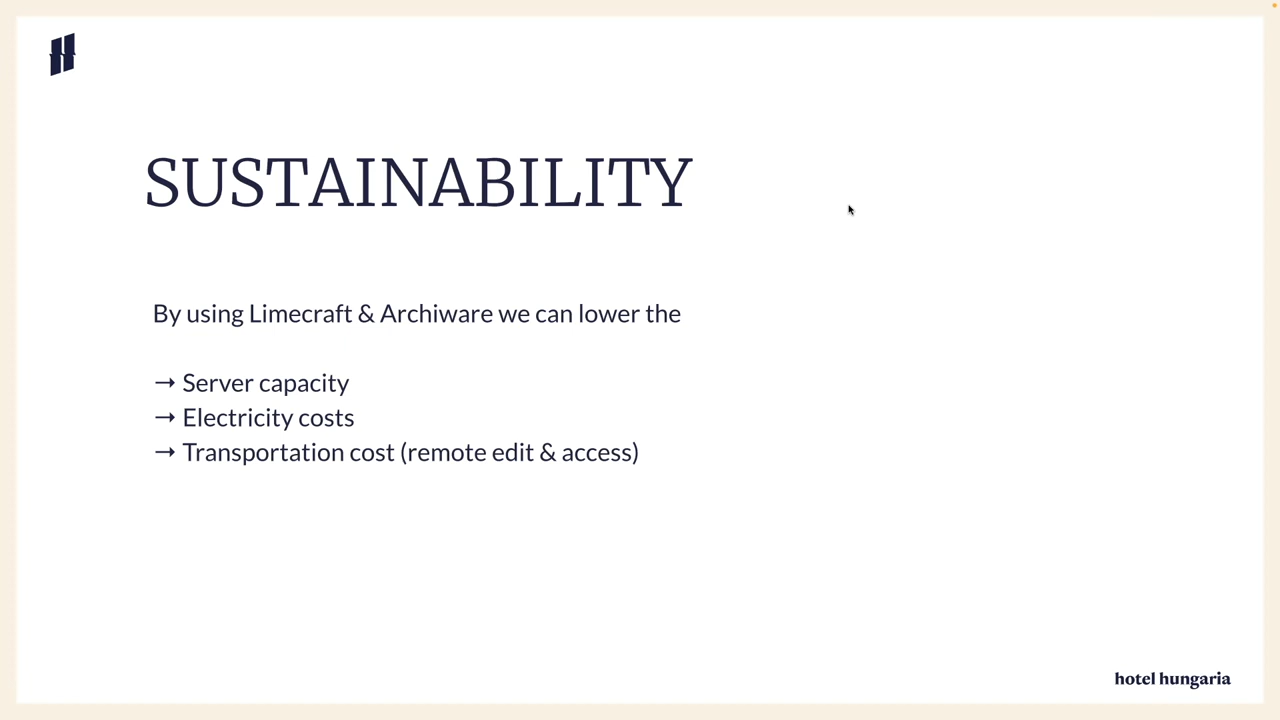 SUSTAINABILITY
By using Limecraft & Archiware we can lower the
→ Server capacity
→ Electricity costs
→ Transportation cost (remote edit & access)
hotel hungaria